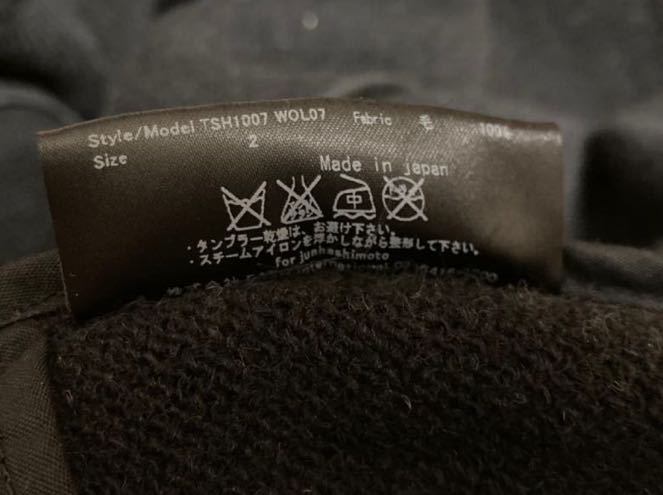 Style/Model TSH1007 WOL07 Fabric 毛 100%
Size 2
Made in japan
中
・タンブラー乾燥は、お避け下さい。
・スチームアイロンを浮かしながら整形して下さい。
for junhashimoto